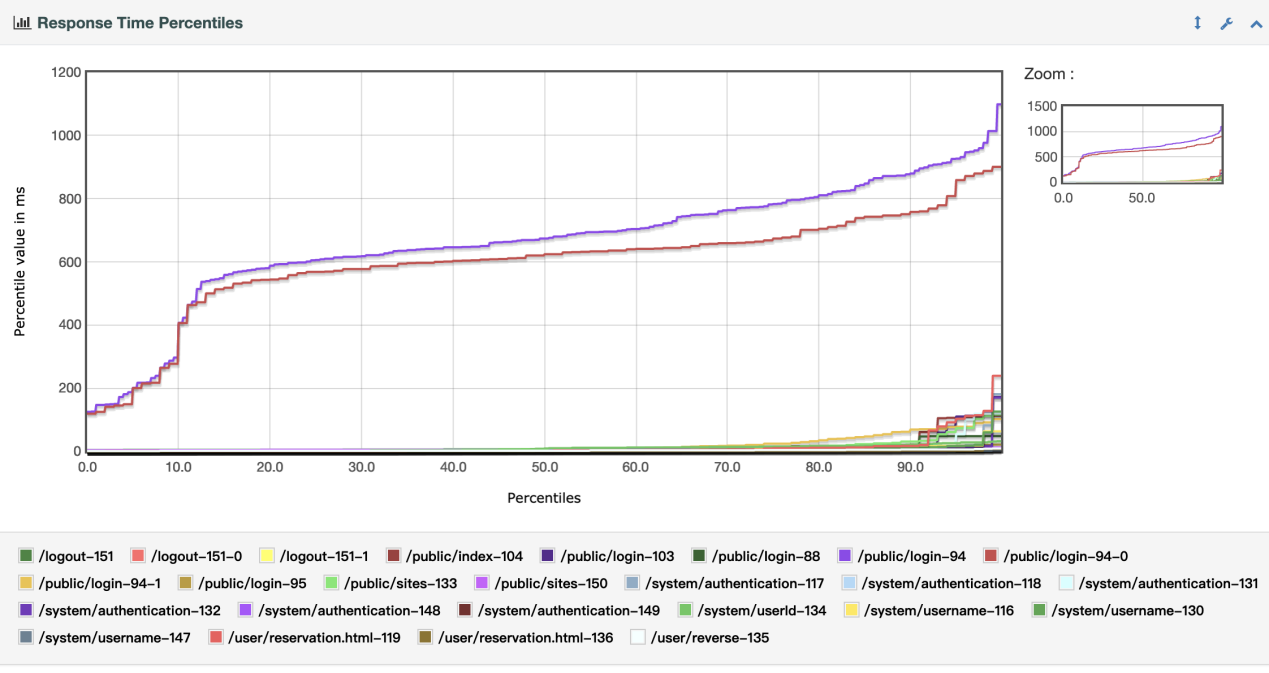 Response Time Percentiles
Zoom :
1200
1000
800
600
400
200
0
Percentile value in ms
0.0 10.0 20.0 30.0 40.0 50.0 60.0 70.0 80.0 90.0
Percentiles
1500
1000
500
0
0.0 50.0
/logout-151 /logout-151-0 /logout-151-1 /public/index-104 /public/login-103 /public/login-88 /public/login-94 /public/login-94-0
/public/login-94-1 /public/login-95 /public/sites-133 /public/sites-150 /system/authentication-117 /system/authentication-118 /system/authentication-131
/system/authentication-132 /system/authentication-148 /system/authentication-149 /system/userId-134 /system/username-116 /system/username-130
/system/username-147 /user/reservation.html-119 /user/reservation.html-136 /user/reverse-135